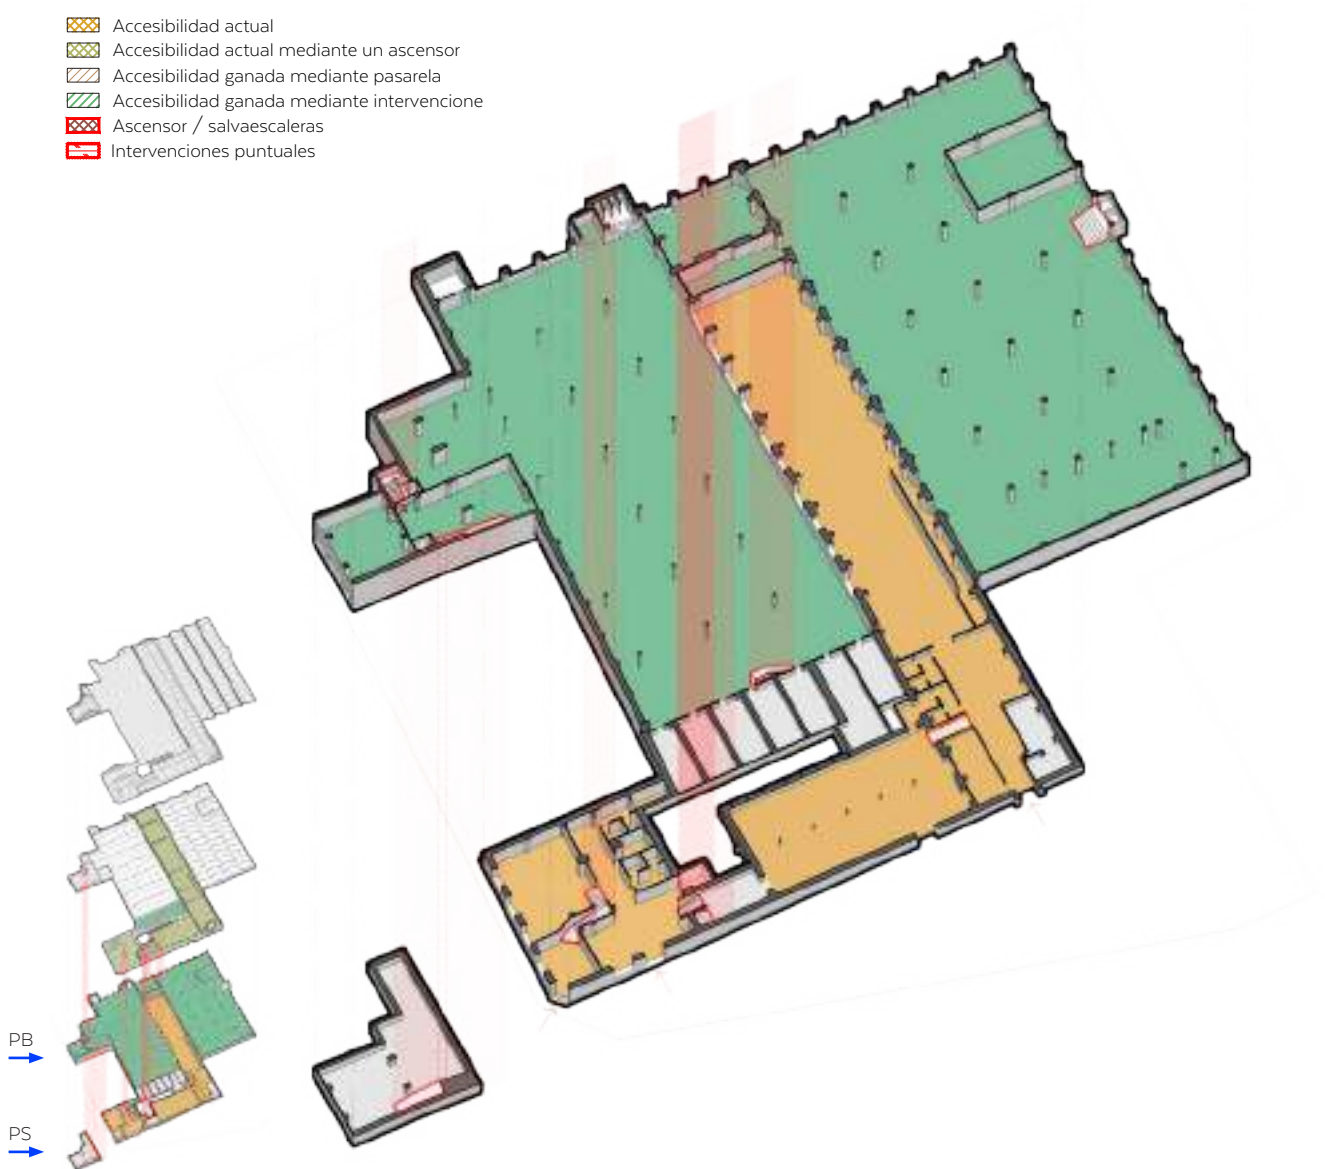 Accesibilidad actual
Accesibilidad actual mediante un ascensor
Accesibilidad ganada mediante pasarela
Accesibilidad ganada mediante intervencione
Ascensor / salvaescaleras
Intervenciones puntuales
PB
PS